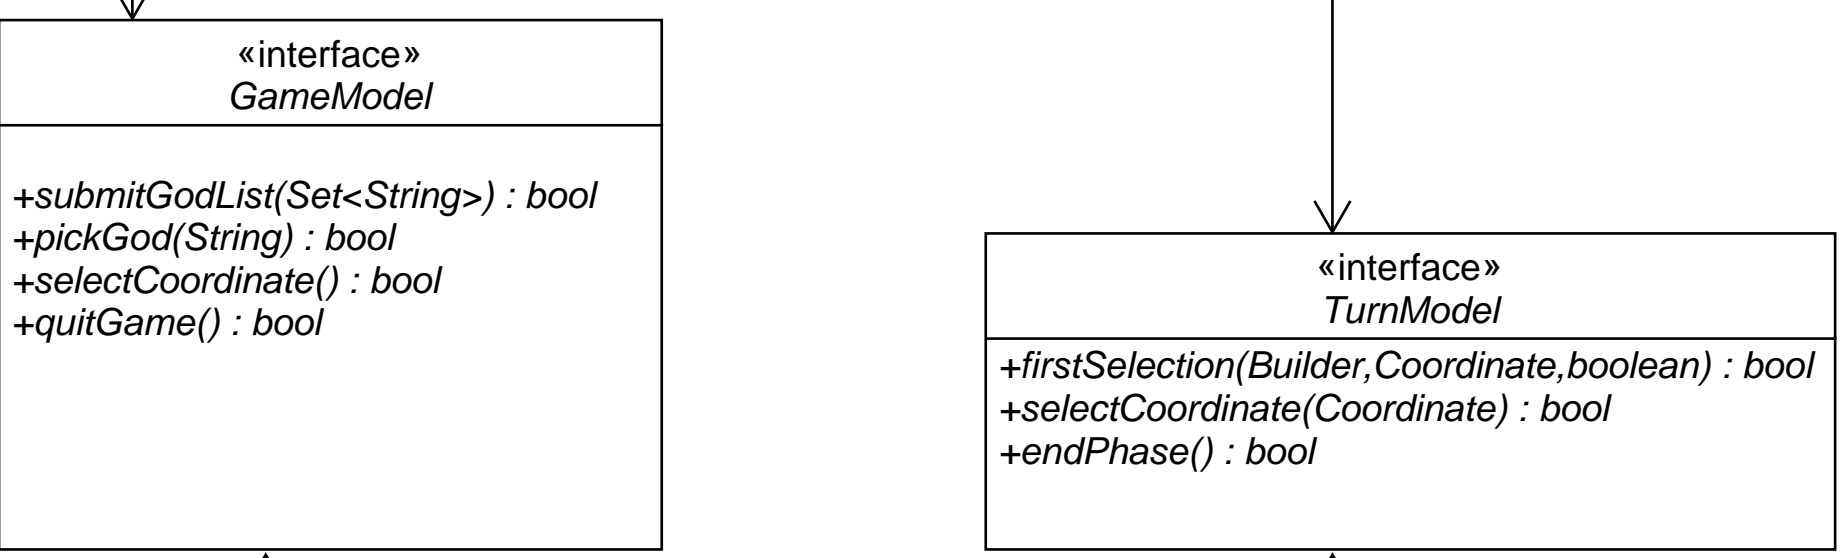 «interface»
GameModel
+submitGodList(Set<String>) : bool
+pickGod(String) : bool
+selectCoordinate() : bool
+quitGame() : bool
«interface»
TurnModel
+firstSelection(Builder,Coordinate,boolean) : bool
+selectCoordinate(Coordinate) : bool
+endPhase() : bool